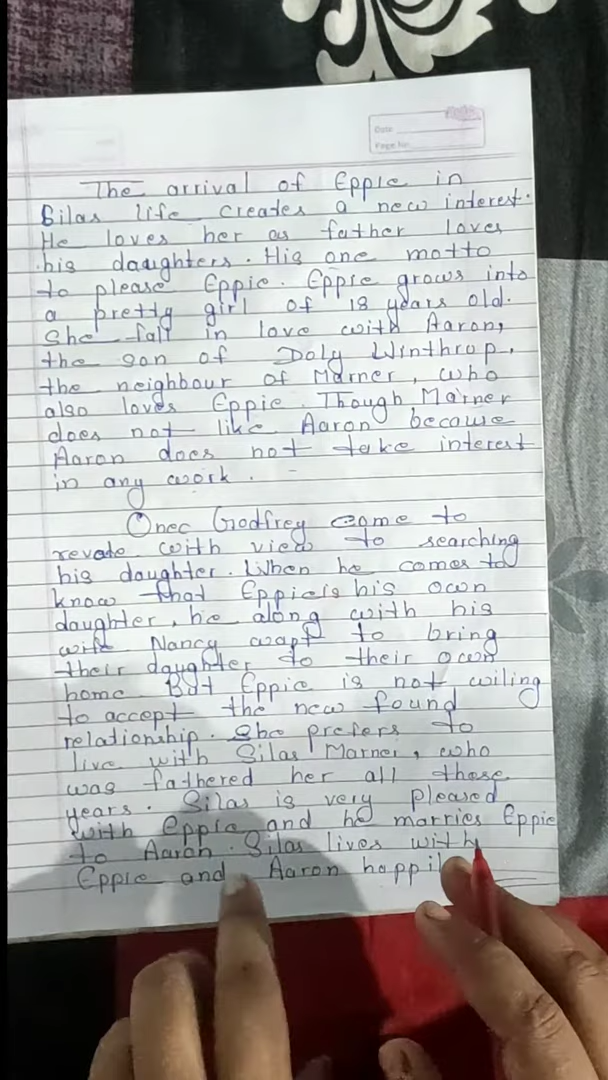 Date
Page No.
The arrival of Eppie in
Silas life creates a new interest.
He loves her as father loves
his daughters. His one motto
to please Eppie. Eppie grows into
a pretty girl of 18 years old.
She fall in love with Aaron,
the son of Doly Winthrop,
the neighbour of Marner, who
also loves Eppie. Though Marner
does not like Aaron because
Aaron does not take interest
in any work.
Onec Godfrey came to
with view to searching
his daughter. When he comes to
know that Eppie is his own
daughter, he along with his
wife Nancy want to bring
their daughter to their own
home But Eppie is not wiling
to accept the new found
relationship. She prefers to
live with Silas Marner, who
was fathered her all these
years. Silas is very pleased
with Eppie and he marries Eppie
to Aaron. Silas lives with
Eppie and Aaron